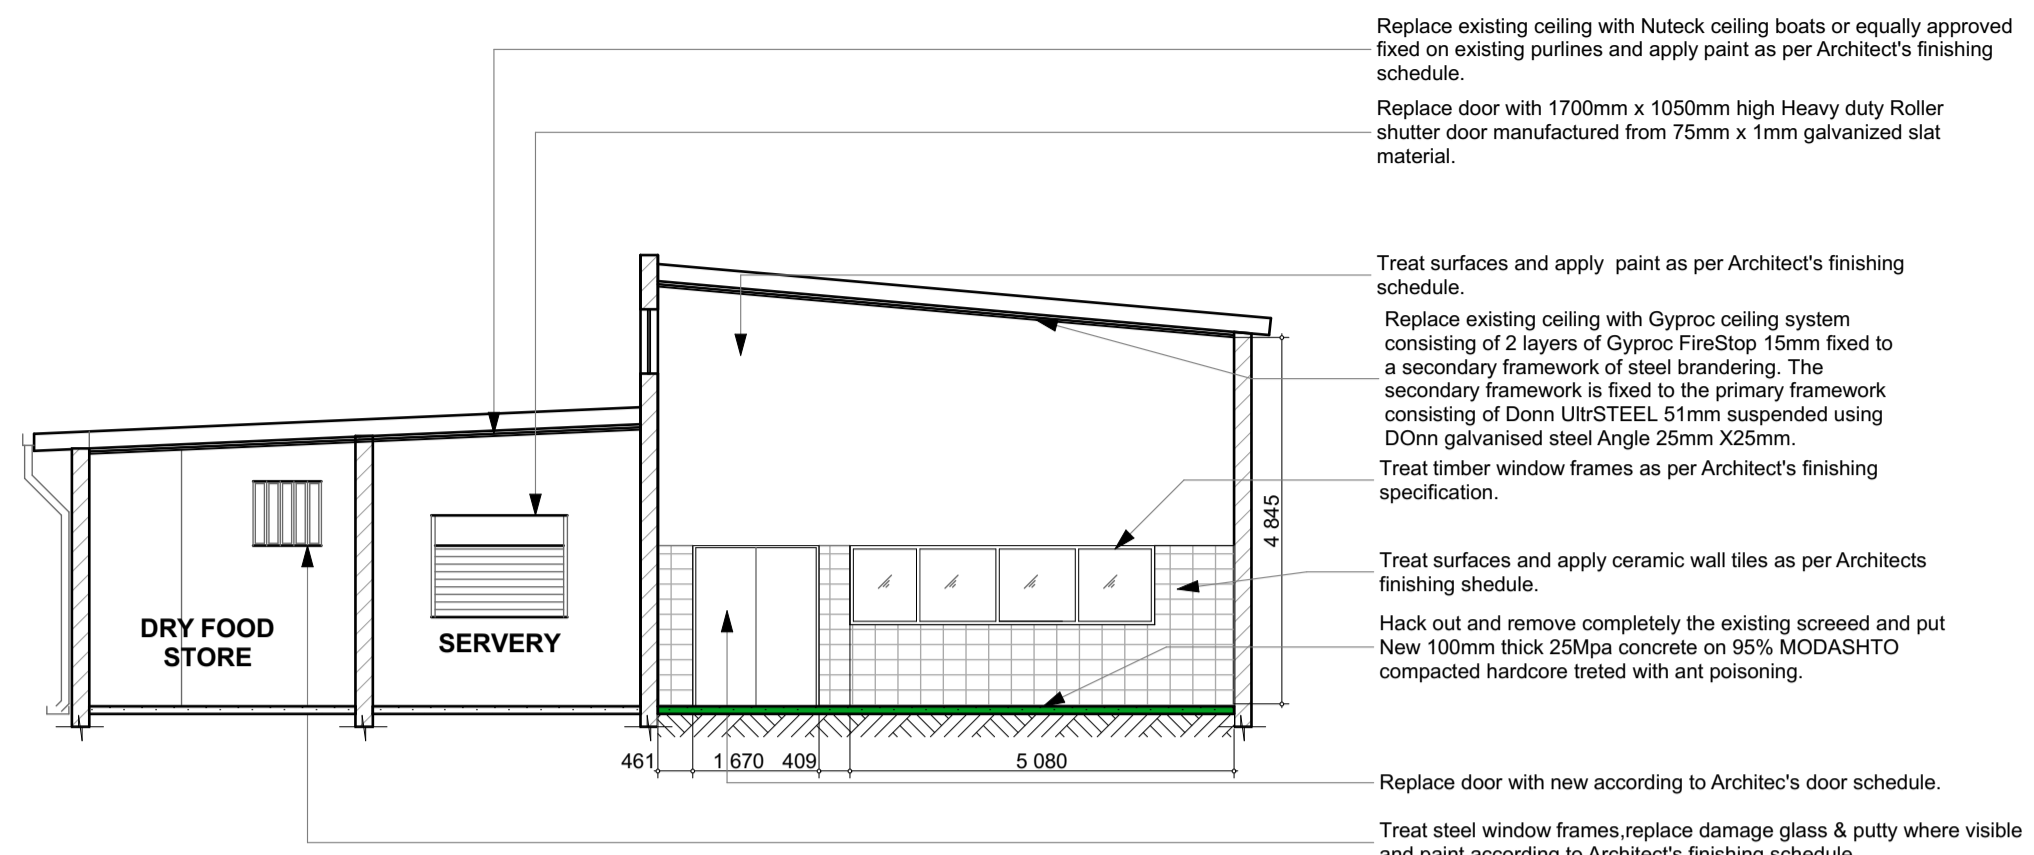 Replace existing ceiling with Nuteck ceiling boats or equally approved
fixed on existing purlines and apply paint as per Architect's finishing
schedule.
Replace door with 1700mm x 1050mm high Heavy duty Roller
shutter door manufactured from 75mm x 1mm galvanized slat
material.
Treat surfaces and apply  paint as per Architect's finishing
schedule.
Replace existing ceiling with Gyproc ceiling system
consisting of 2 layers of Gyproc FireStop 15mm fixed to
a secondary framework of steel brandering. The
secondary framework is fixed to the primary framework
consisting of Donn UltrSTEEL 51mm suspended using
DOnn galvanised steel Angle 25mm X25mm.
Treat timber window frames as per Architect's finishing
specification.
4 845
Treat surfaces and apply ceramic wall tiles as per Architects
finishing shedule.
DRY FOOD
STORE
SERVERY
Hack out and remove completely the existing screeed and put
New 100mm thick 25Mpa concrete on 95% MODASHTO
compacted hardcore treted with ant poisoning.
461 1 670 409 5 080
Replace door with new according to Architec's door schedule.
Treat steel window frames,replace damage glass & putty where visible
and paint according to Architect's finishing schedule